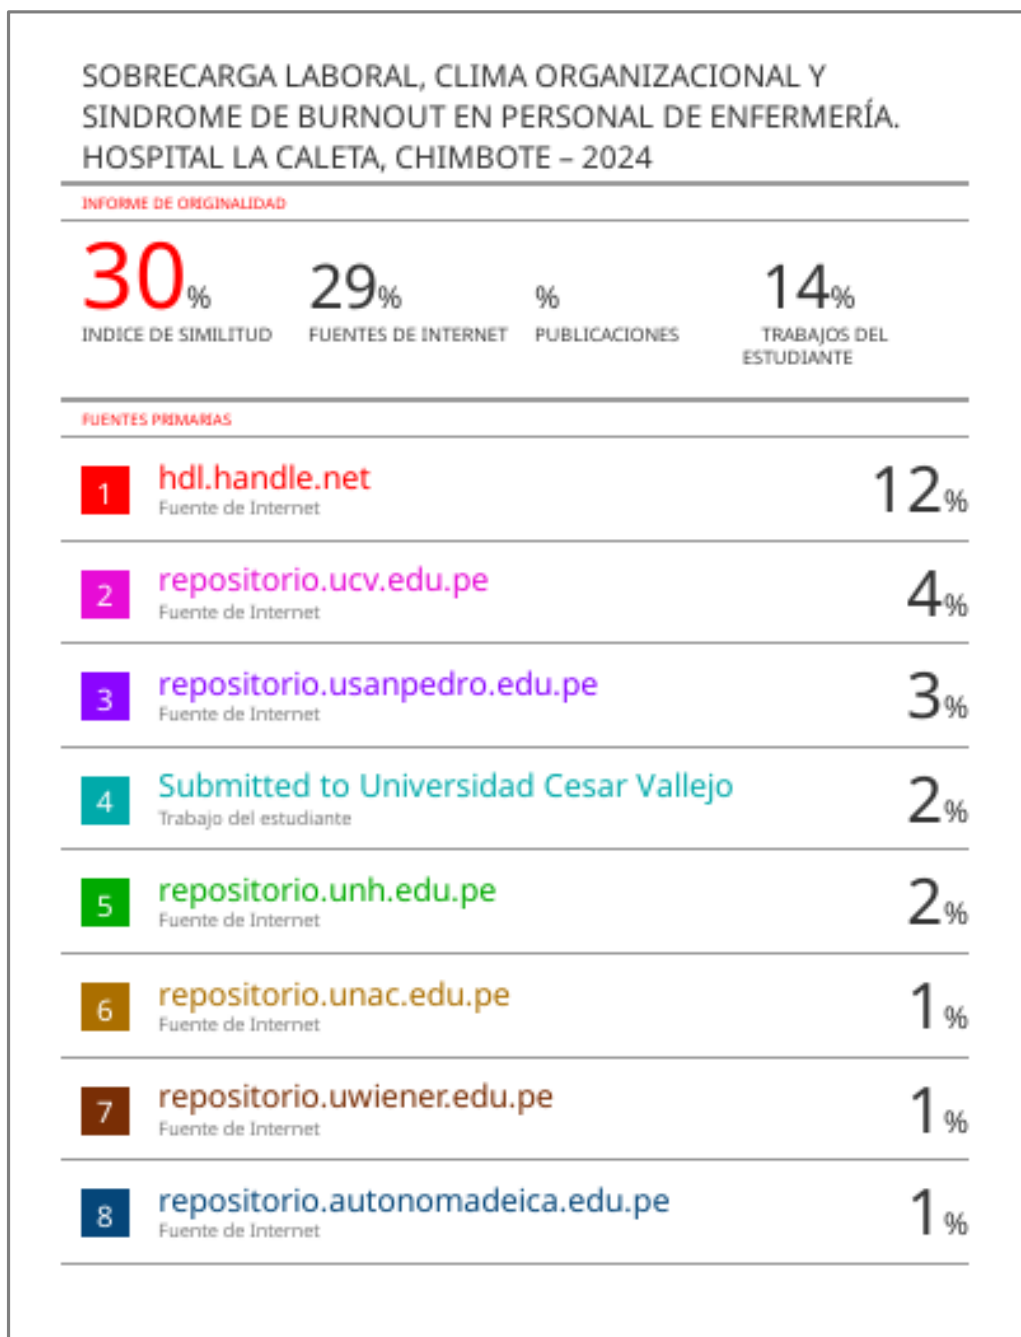 SOBRECARGA LABORAL, CLIMA ORGANIZACIONAL Y
SINDROME DE BURNOUT EN PERSONAL DE ENFERMERÍA.
HOSPITAL LA CALETA, CHIMBOTE – 2024
INFORME DE ORIGINALIDAD
30% 29% % 14%
INDICE DE SIMILITUD FUENTES DE INTERNET PUBLICACIONES TRABAJOS DEL
ESTUDIANTE
FUENTES PRIMARIAS
1 hdl.handle.net 12%
Fuente de Internet
2 repositorio.ucv.edu.pe 4%
Fuente de Internet
3 repositorio.usanpedro.edu.pe 3%
Fuente de Internet
4 Submitted to Universidad Cesar Vallejo 2%
Trabajo del estudiante
5 repositorio.unh.edu.pe 2%
Fuente de Internet
6 repositorio.unac.edu.pe 1%
Fuente de Internet
7 repositorio.uwiener.edu.pe 1%
Fuente de Internet
8 repositorio.autonomadeica.edu.pe 1%
Fuente de Internet